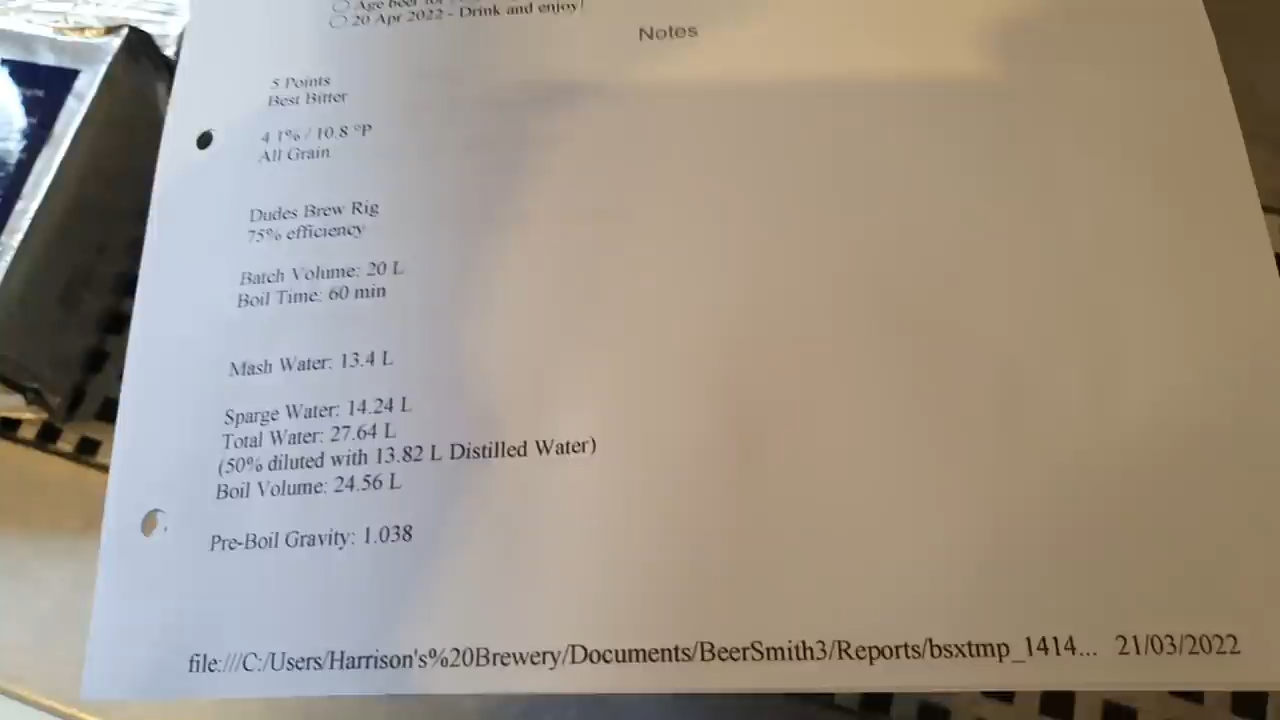 Age beer for
20 Apr 2022 - Drink and enjoy!
Notes
5 Points
Best Bitter
4.1% / 10.8 °P
All Grain
Dudes Brew Rig
75% efficiency
Batch Volume: 20 L
Boil Time: 60 min
Mash Water: 13.4 L
Sparge Water: 14.24 L
Total Water: 27.64 L
(50% diluted with 13.82 L Distilled Water)
Boil Volume: 24.56 L
Pre-Boil Gravity: 1.038
file:///C:/Users/Harrison's%20Brewery/Documents/BeerSmith3/Reports/bsxtmp_1414... 21/03/2022